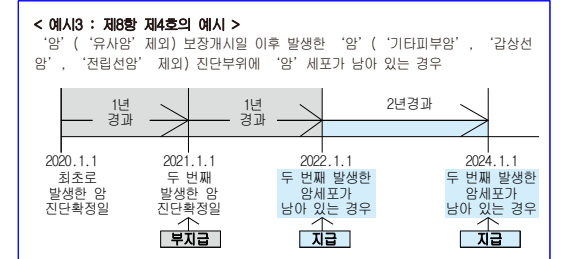 < 예시3 : 제8항 제4호의 예시 >
‘암’ ( ‘유사암’ 제외) 보장개시일 이후 발생한 ‘암’ ( ‘기타피부암’ , ‘갑상선
암’ , ‘전립선암’ 제외) 진단부위에 ‘암’ 세포가 남아 있는 경우
1년 1년 2년경과
경과 경과
2020.1.1 2021.1.1 2022.1.1 2024.1.1
최초로 두 번째 두 번째 발생한 두 번째 발생한
발생한 암 발생한 암 암세포가 암세포가
진단확정일 진단확정일 남아 있는 경우 남아 있는 경우
부지급 지급 지급